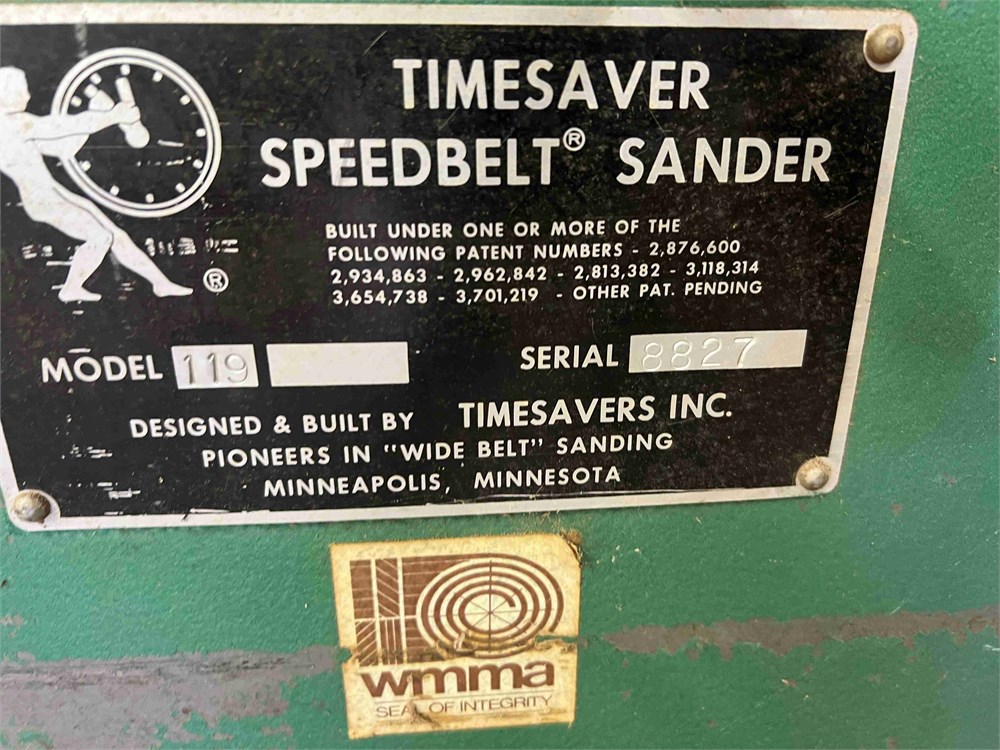 TIMESAVER
SPEEDBELT® SANDER
BUILT UNDER ONE OR MORE OF THE
FOLLOWING PATENT NUMBERS - 2,876,600
2,934,863 - 2,962,842 - 2,813,382 - 3,118,314
3,654,738 - 3,701,219 - OTHER PAT. PENDING
®
MODEL 119 SERIAL 8827
DESIGNED & BUILT BY TIMESAVERS INC.
PIONEERS IN "WIDE BELT" SANDING
MINNEAPOLIS, MINNESOTA
wmma
SEAL OF INTEGRITY